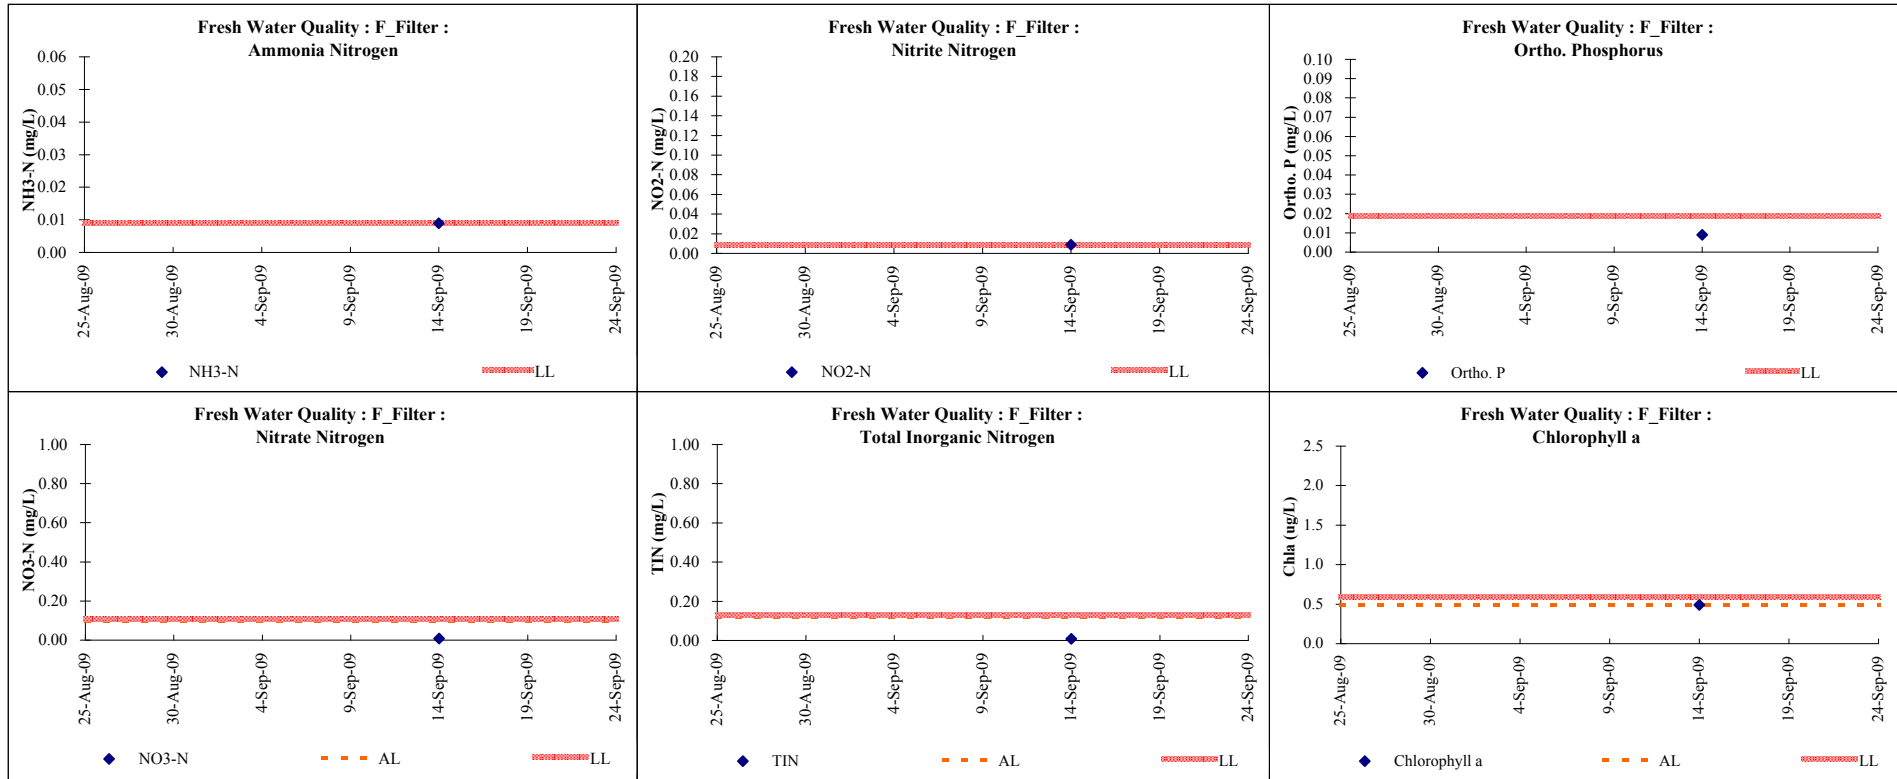 Fresh Water Quality : F_Filter :
Ammonia Nitrogen
NH3-N (mg/L)
0.06
0.05
0.04
0.03
0.02
0.01
0.00
25-Aug-09
30-Aug-09
4-Sep-09
9-Sep-09
14-Sep-09
19-Sep-09
24-Sep-09
NH3-N
LL
Fresh Water Quality : F_Filter :
Nitrite Nitrogen
NO2-N (mg/L)
0.20
0.18
0.16
0.14
0.12
0.10
0.08
0.06
0.04
0.02
0.00
25-Aug-09
30-Aug-09
4-Sep-09
9-Sep-09
14-Sep-09
19-Sep-09
24-Sep-09
NO2-N
LL
Fresh Water Quality : F_Filter :
Ortho. Phosphorus
Ortho. P (mg/L)
0.10
0.09
0.08
0.07
0.06
0.05
0.04
0.03
0.02
0.01
0.00
25-Aug-09
30-Aug-09
4-Sep-09
9-Sep-09
14-Sep-09
19-Sep-09
24-Sep-09
Ortho. P
LL
Fresh Water Quality : F_Filter :
Nitrate Nitrogen
NO3-N (mg/L)
1.00
0.80
0.60
0.40
0.20
0.00
25-Aug-09
30-Aug-09
4-Sep-09
9-Sep-09
14-Sep-09
19-Sep-09
24-Sep-09
NO3-N
AL
LL
Fresh Water Quality : F_Filter :
Total Inorganic Nitrogen
TIN (mg/L)
1.00
0.80
0.60
0.40
0.20
0.00
25-Aug-09
30-Aug-09
4-Sep-09
9-Sep-09
14-Sep-09
19-Sep-09
24-Sep-09
TIN
AL
LL
Fresh Water Quality : F_Filter :
Chlorophyll a
Chla (ug/L)
2.5
2.0
1.5
1.0
0.5
0.0
25-Aug-09
30-Aug-09
4-Sep-09
9-Sep-09
14-Sep-09
19-Sep-09
24-Sep-09
Chlorophyll a
AL
LL